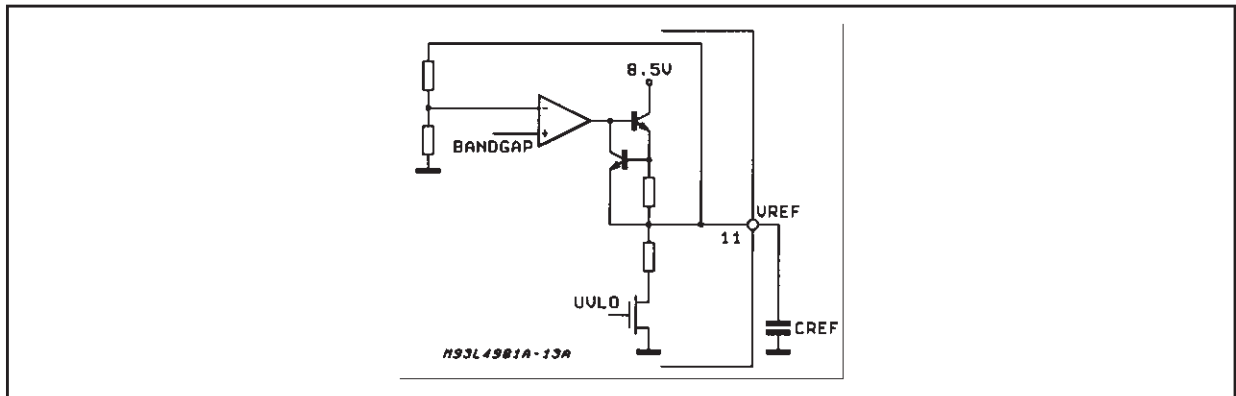 8.5V
-
+
BANDGAP
VREF
11
UVLO
CREF
M93L4981A-13A